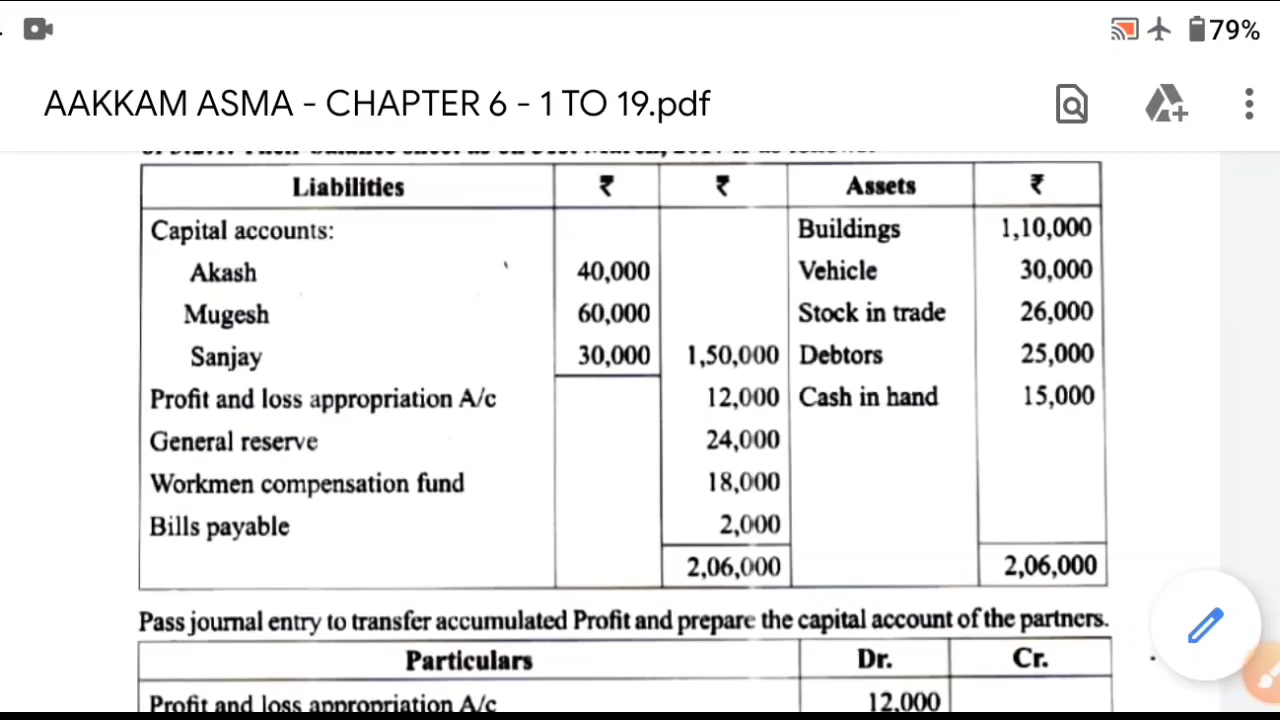 79%
AAKKAM ASMA - CHAPTER 6 - 1 TO 19.pdf
Liabilities ₹ ₹ Assets ₹
Capital accounts: Buildings 1,10,000
Akash 40,000 Vehicle 30,000
Mugesh 60,000 Stock in trade 26,000
Sanjay 30,000 1,50,000 Debtors 25,000
Profit and loss appropriation A/c 12,000 Cash in hand 15,000
General reserve 24,000
Workmen compensation fund 18,000
Bills payable 2,000
2,06,000 2,06,000
Pass journal entry to transfer accumulated Profit and prepare the capital account of the partners.
Particulars Dr. Cr.
Profit and loss appropriation A/c 12,000